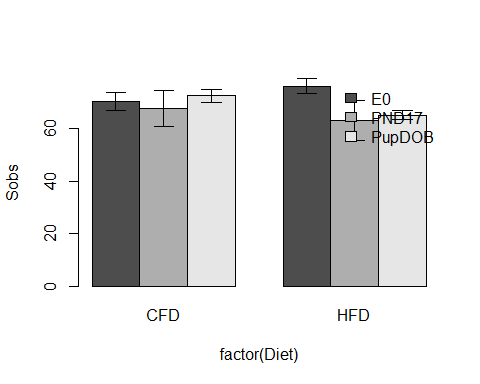 Sobs
60
40
20
0
E0
PND17
PupDOB
CFD
HFD
factor(Diet)